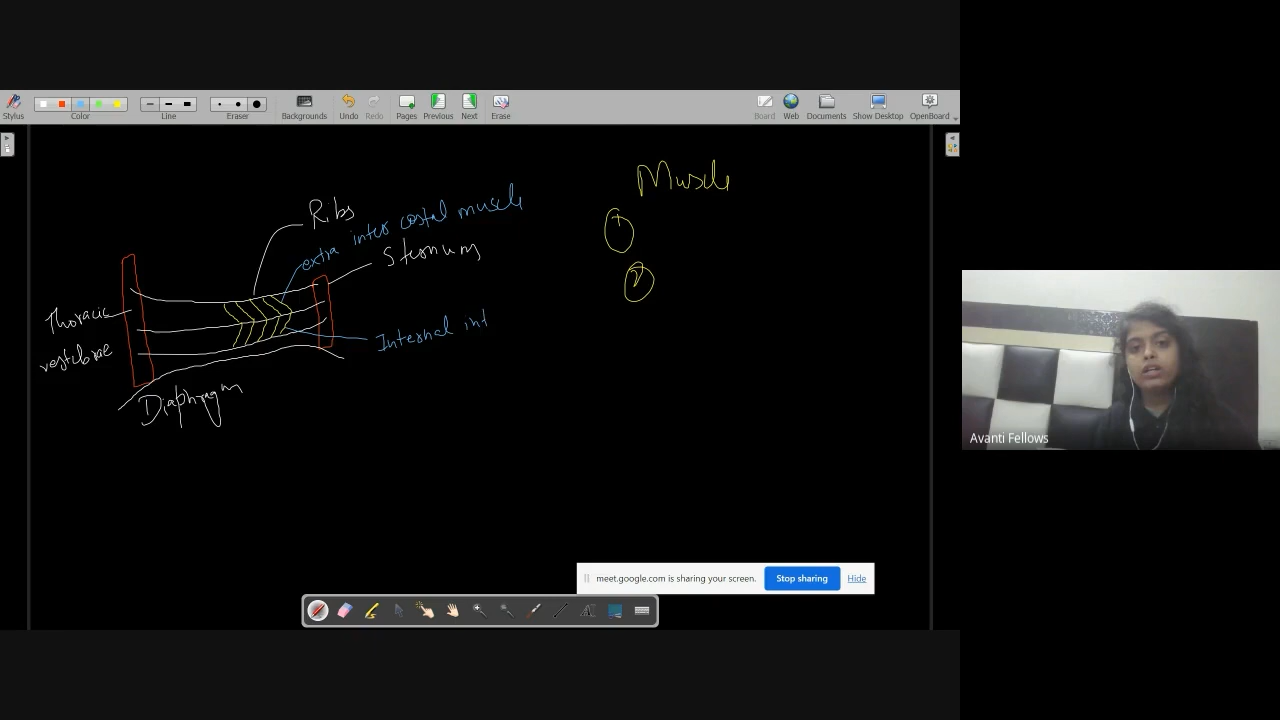 Stylus
Color
Line
Eraser
Backgrounds
Undo
Redo
Pages
Previous
Next
Erase
Board
Web
Documents
Show Desktop
OpenBoard
Muscle
Ribs
extra inter costal muscle
Sternum
1
2
Thoracic
vestebrae
Internal int
Diaphragm
Avanti Fellows
meet.google.com is sharing your screen.
Stop sharing
Hide